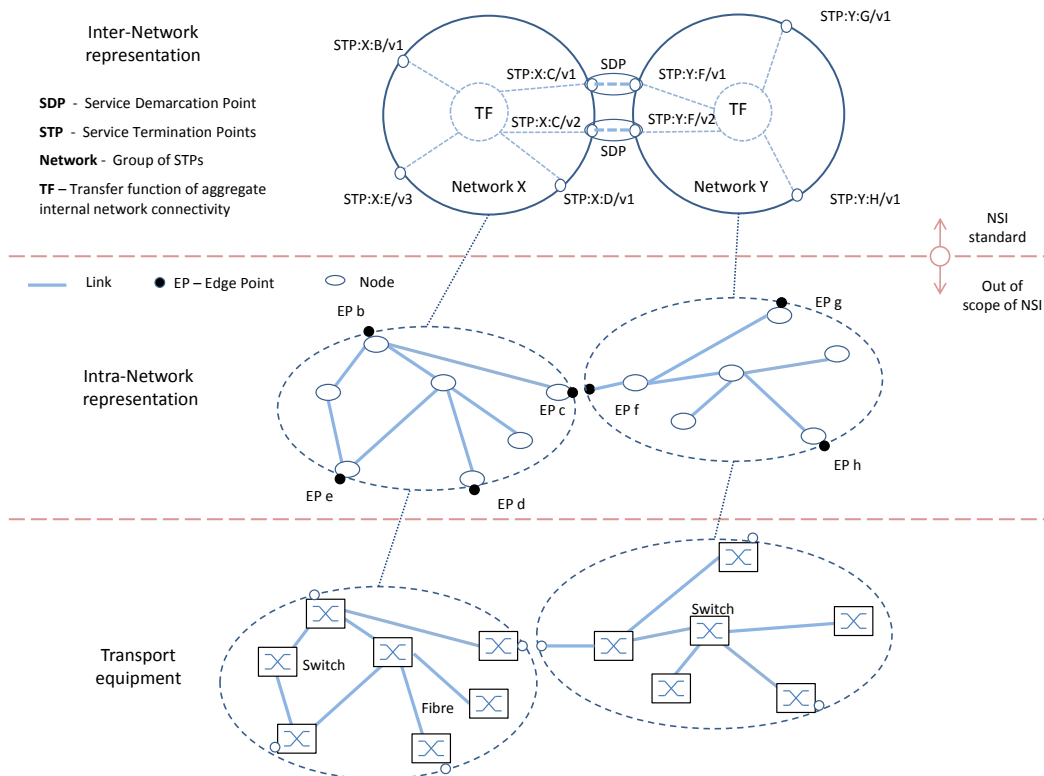 Inter-Network
representation
SDP - Service Demarcation Point
STP - Service Termination Points
Network - Group of STPs
TF – Transfer function of aggregate
internal network connectivity
STP:X:B/v1
STP:Y:G/v1
SDP
STP:X:C/v1
STP:Y:F/v1
TF
TF
STP:X:C/v2
STP:Y:F/v2
SDP
Network X
Network Y
STP:X:E/v3
STP:X:D/v1
STP:Y:H/v1
NSI
standard
Out of
scope of NSI
Link
EP – Edge Point
Node
EP b
EP g
Intra-Network
representation
EP c
EP f
EP e
EP d
EP h
Transport
equipment
Switch
Switch
Fibre